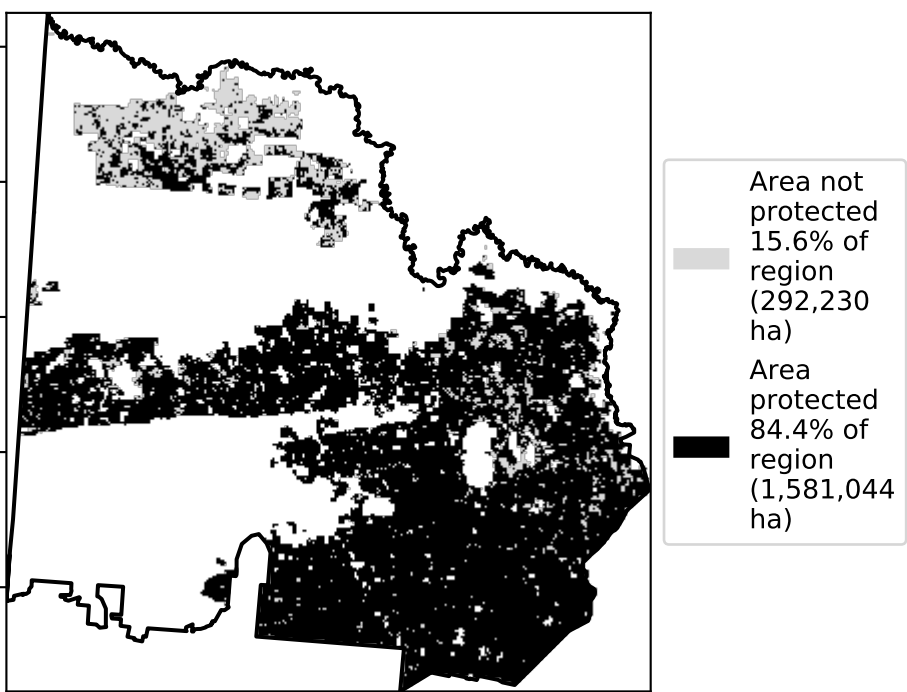 Area not
protected
15.6% of
region
(292,230
ha)
Area
protected
84.4% of
region
(1,581,044
ha)